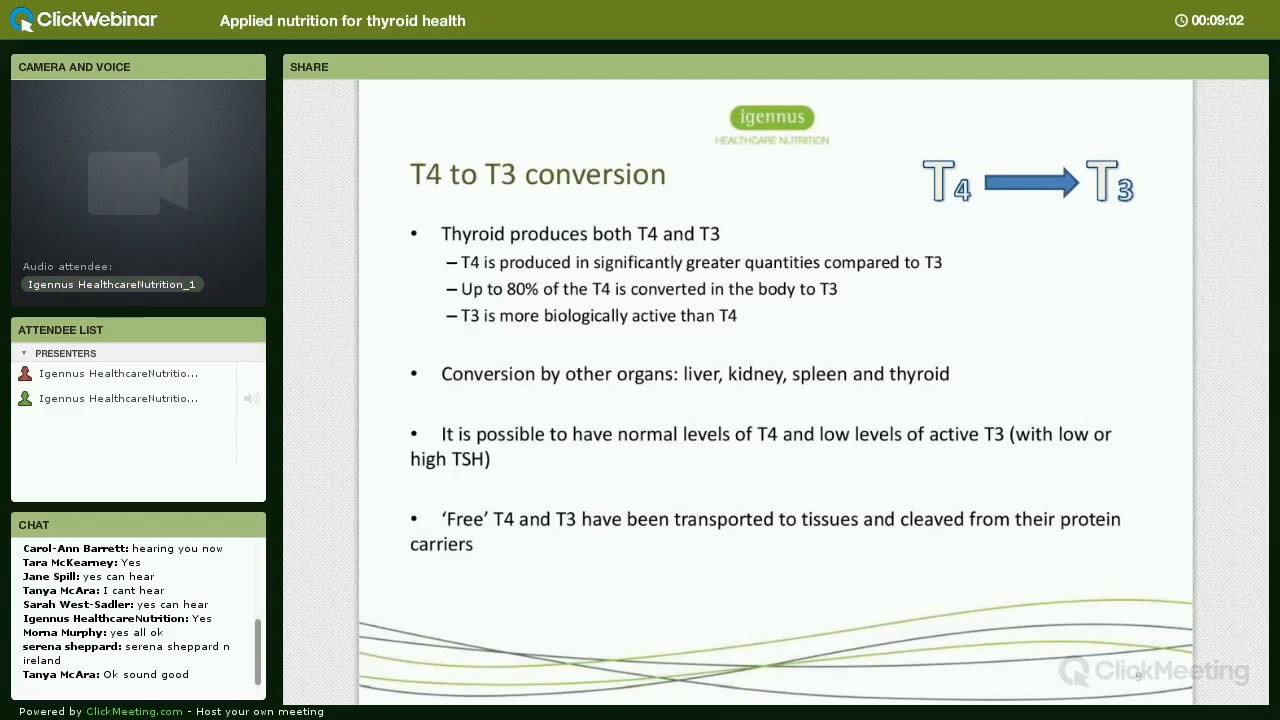 ClickWebinar
Applied nutrition for thyroid health
00:09:02
CAMERA AND VOICE
Audio attendee:
Igennus HealthcareNutrition_1
ATTENDEE LIST
PRESENTERS
Igennus HealthcareNutritio...
Igennus HealthcareNutritio...
CHAT
Carol-Ann Barrett: hearing you now
Tara McKearney: Yes
Jane Spill: yes can hear
Tanya McAra: I cant hear
Sarah West-Sadler: yes can hear
Igennus HealthcareNutrition: Yes
Morna Murphy: yes all ok
serena sheppard: serena sheppard n
ireland
Tanya McAra: Ok sound good
SHARE
igennus
HEALTHCARE NUTRITION
T4 to T3 conversion
T4 T3
• Thyroid produces both T4 and T3
– T4 is produced in significantly greater quantities compared to T3
– Up to 80% of the T4 is converted in the body to T3
– T3 is more biologically active than T4
• Conversion by other organs: liver, kidney, spleen and thyroid
• It is possible to have normal levels of T4 and low levels of active T3 (with low or
high TSH)
• ‘Free’ T4 and T3 have been transported to tissues and cleaved from their protein
carriers
ClickMeeting
Powered by ClickMeeting.com - Host your own meeting